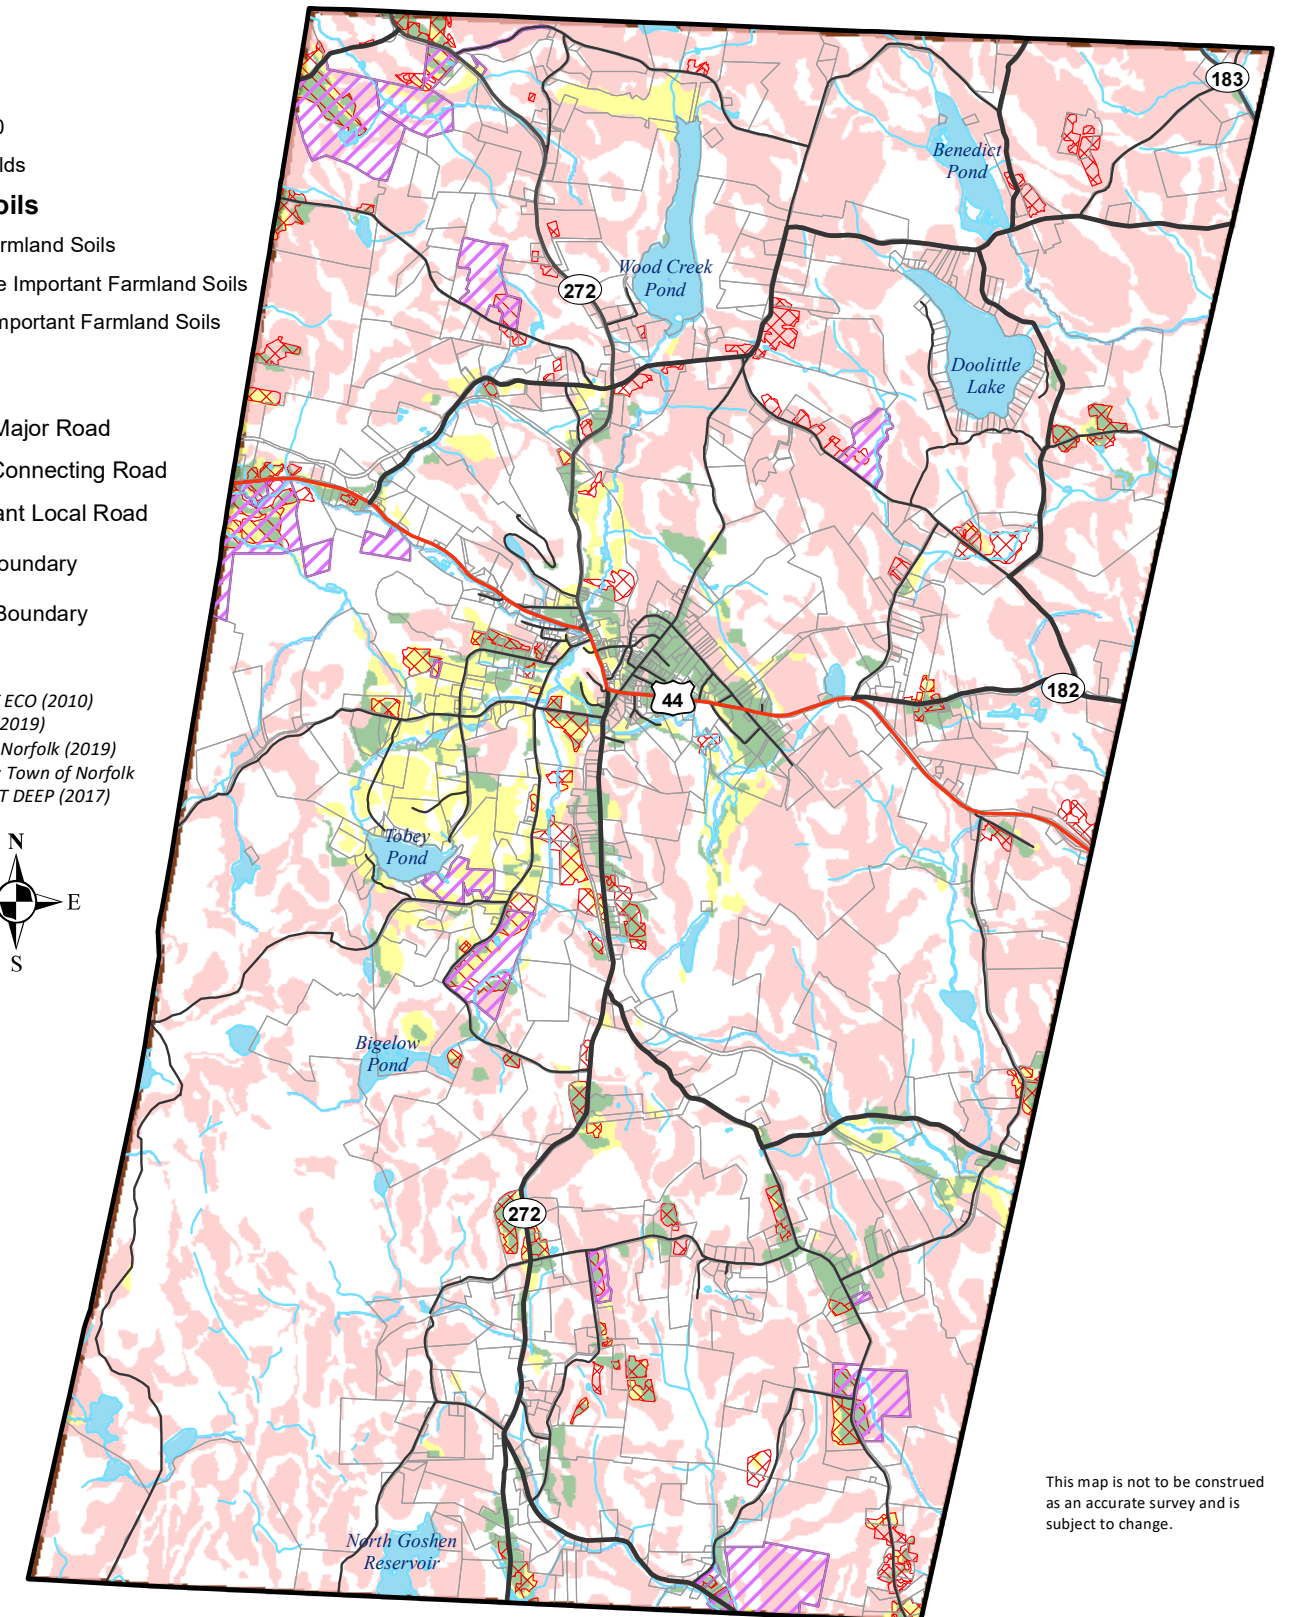 0
lds
oils
rmland Soils
e Important Farmland Soils
mportant Farmland Soils
Major Road
Connecting Road
ant Local Road
oundary
Boundary
ECO (2010)
2019)
Norfolk (2019)
: Town of Norfolk
T DEEP (2017)
N
E
S
183
Benedict
Pond
Wood Creek
Pond
272
Doolittle
Lake
182
44
Tobey
Pond
Bigelow
Pond
272
North Goshen
Reservoir
This map is not to be construed
as an accurate survey and is
subject to change.